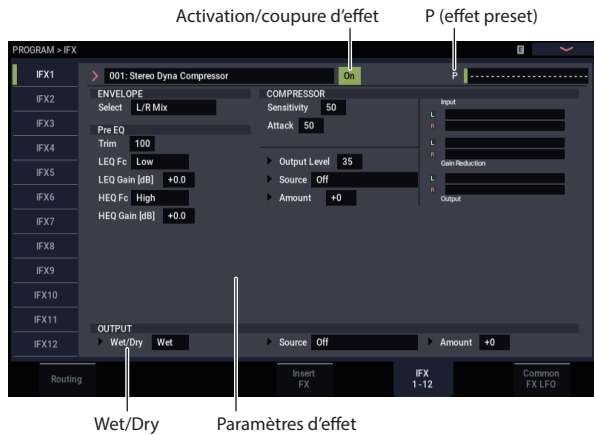 Activation/coupure d'effet
P (effet preset)
PROGRAM > IFX
E
IFX1
001: Stereo Dyna Compressor
On
P
IFX2
ENVELOPE
COMPRESSOR
Select L/R Mix
Sensitivity 50
Input
IFX3
Attack 50
L
R
Pre EQ
IFX4
Trim 100
L
R
LEQ Fc Low
Output Level 35
Gain Reduction
IFX5
LEQ Gain [dB] +0.0
Source Off
L
R
IFX6
HEQ Fc High
Amount +0
Output
IFX7
HEQ Gain [dB] +0.0
IFX8
IFX9
IFX10
IFX11
OUTPUT
IFX12
Wet/Dry Wet
Source Off
Amount +0
Routing
Insert
FX
IFX
1 -12
Common
FX LFO
Wet/Dry
Paramètres d'effet